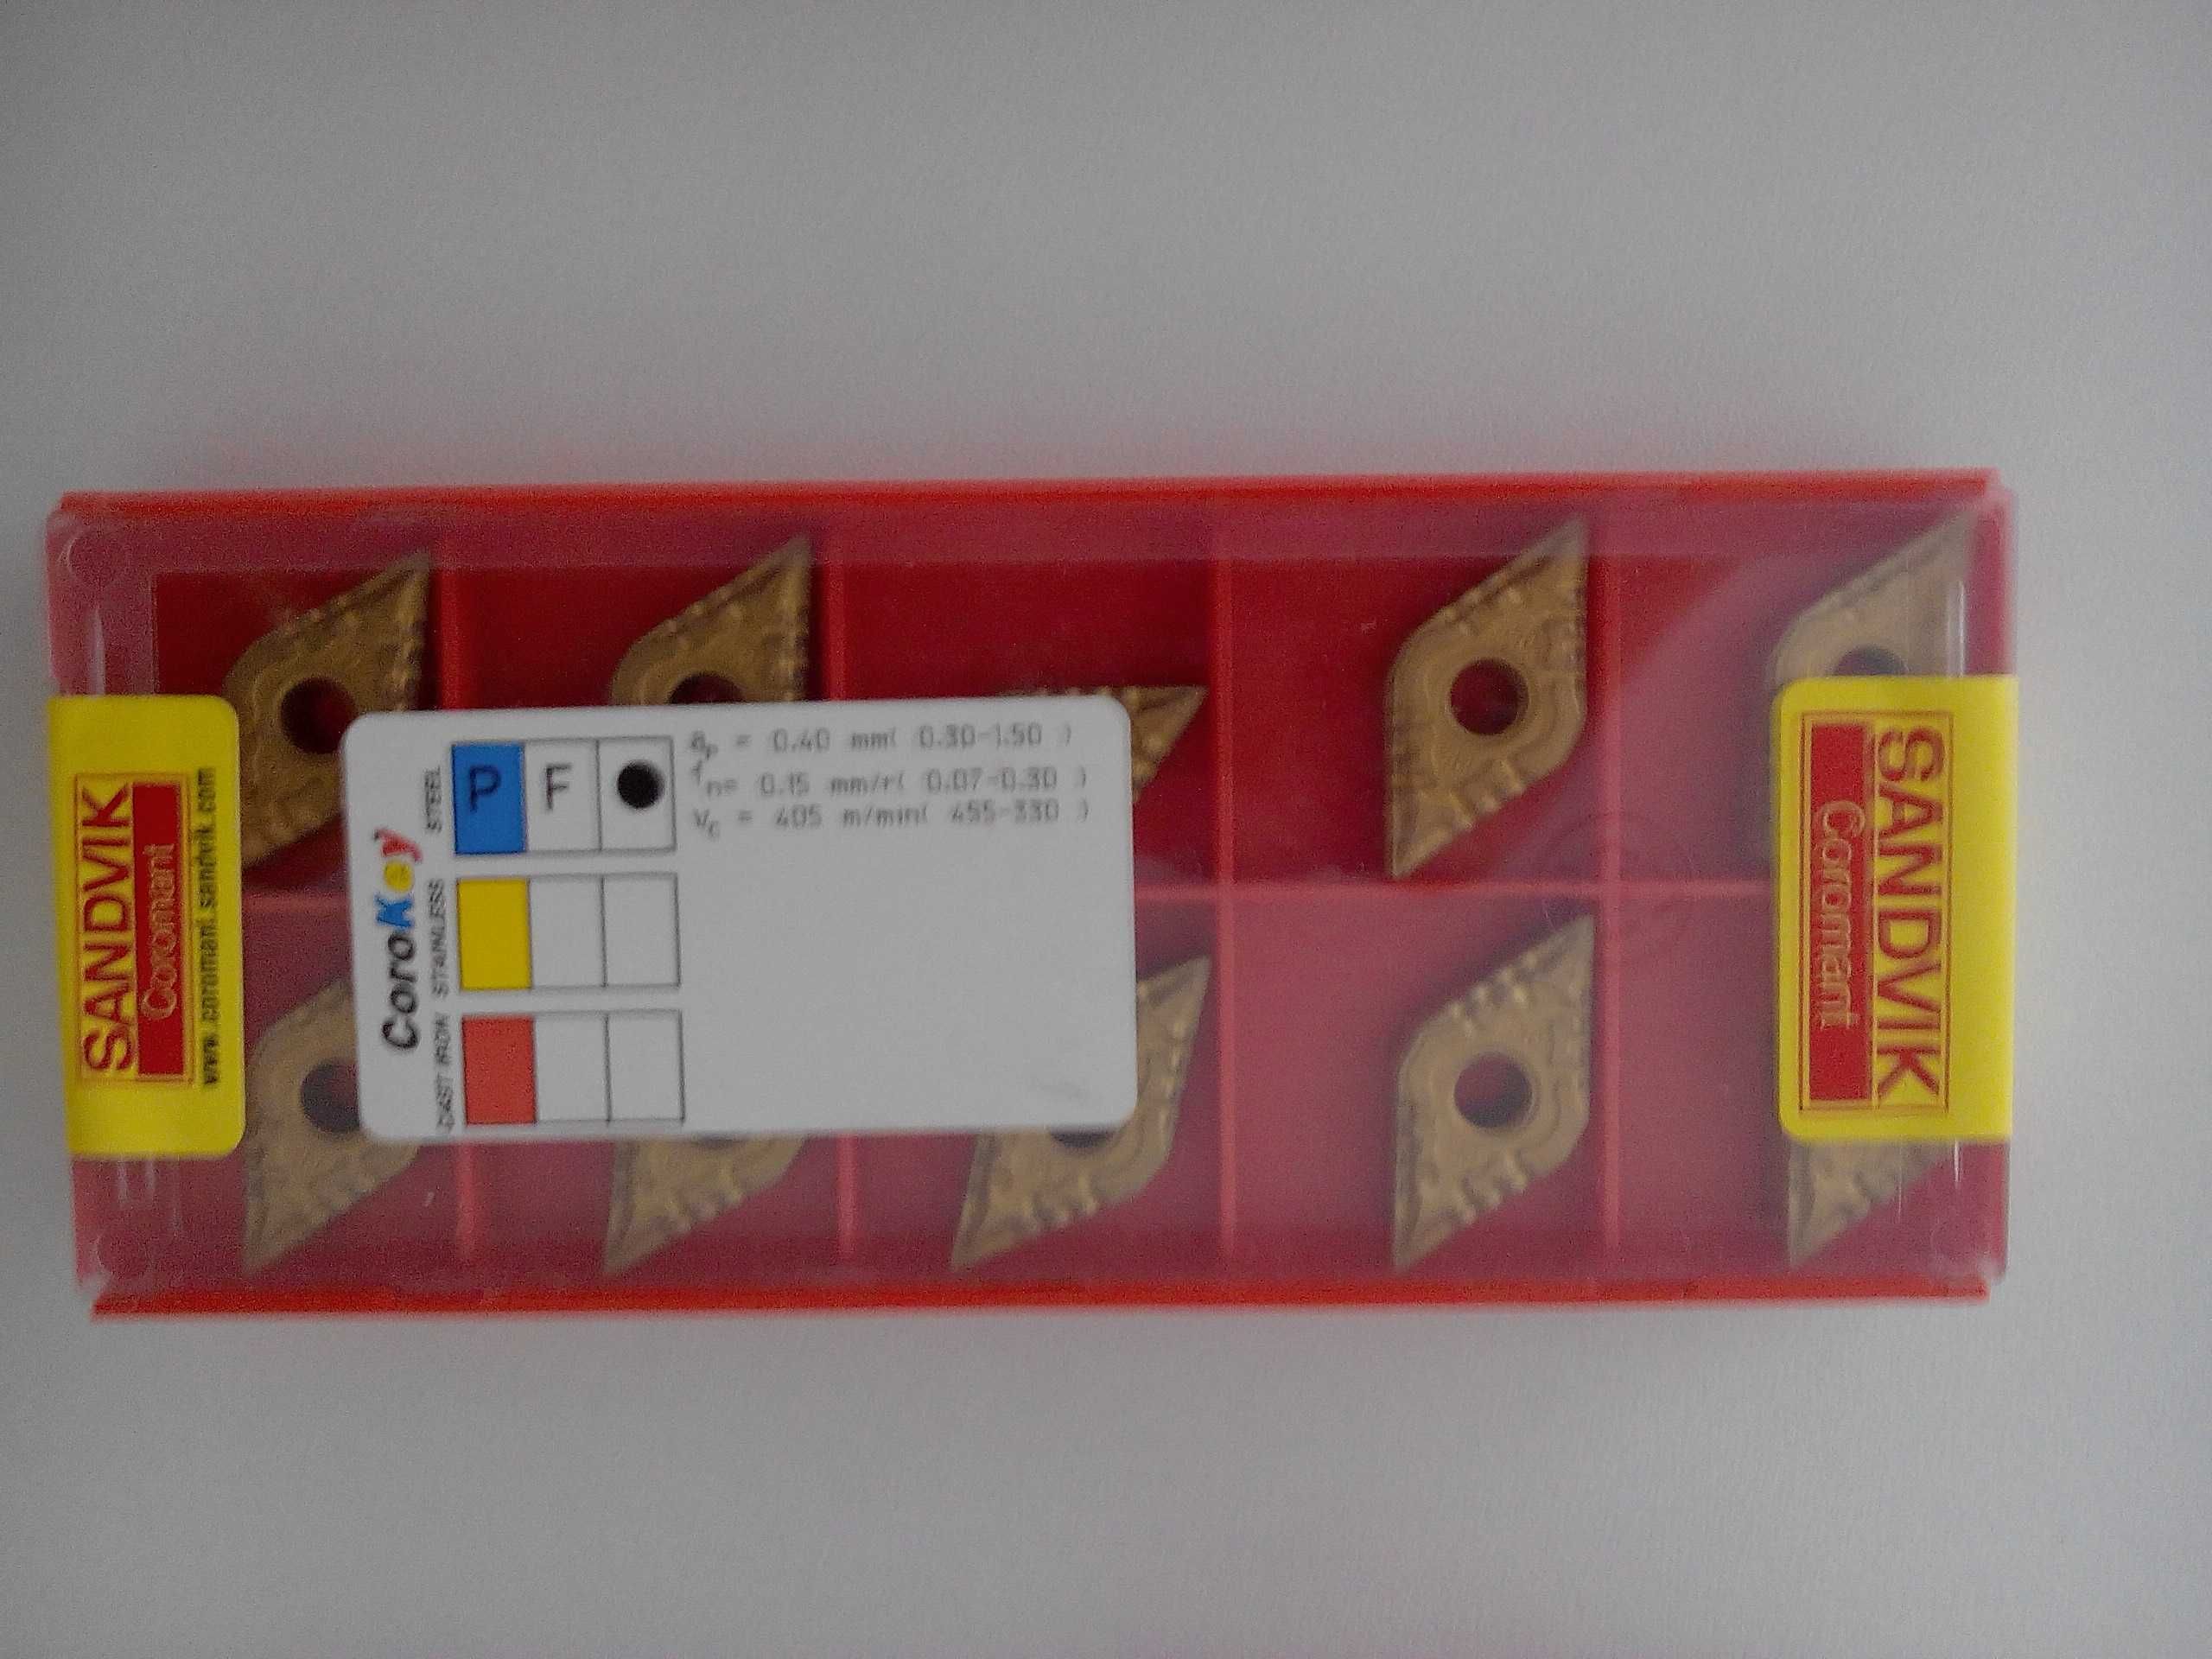 SANDVIK
Coromant
www.coromant.sandvik.com
CoroKey
STEEL
P
F
ap = 0.40 mm( 0.30-1.50 )
fn= 0.15 mm/r( 0.07-0.30 )
vc = 405 m/min( 455-330 )
STAINLESS
CAST IRON
SANDVIK
Coromant